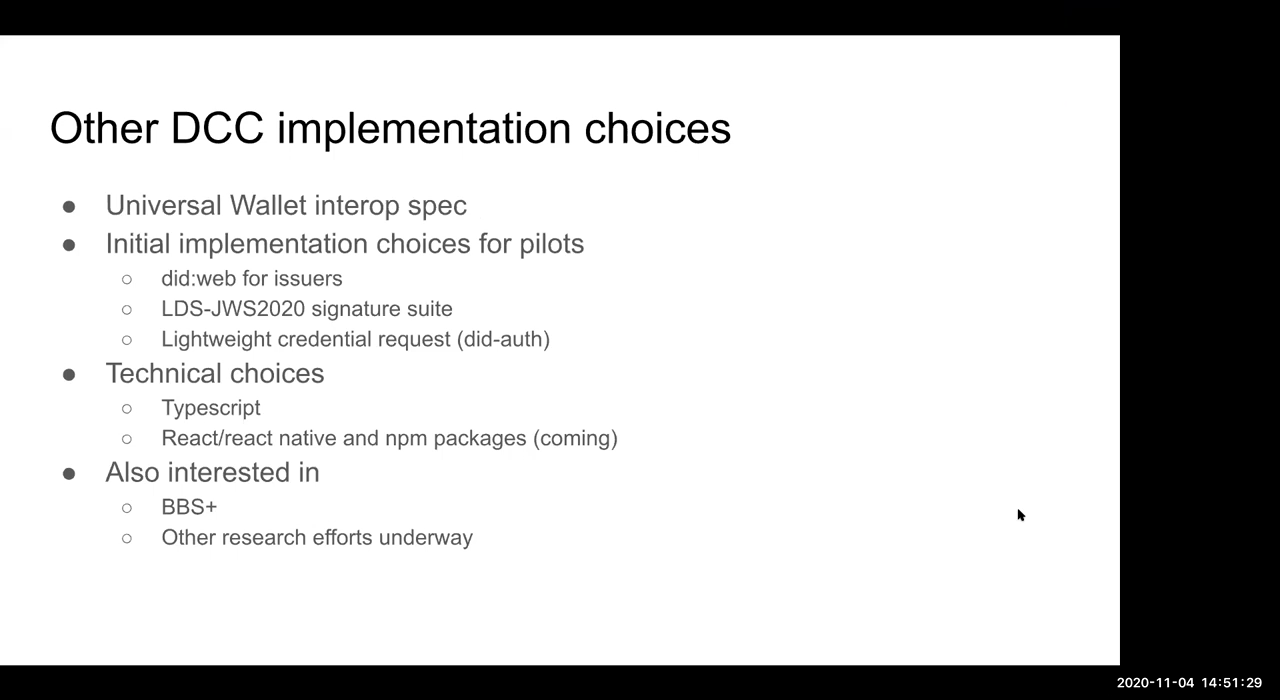 Other DCC implementation choices
● Universal Wallet interop spec
● Initial implementation choices for pilots
○ did:web for issuers
○ LDS-JWS2020 signature suite
○ Lightweight credential request (did-auth)
● Technical choices
○ Typescript
○ React/react native and npm packages (coming)
● Also interested in
○ BBS+
○ Other research efforts underway
2020-11-04 14:51:29